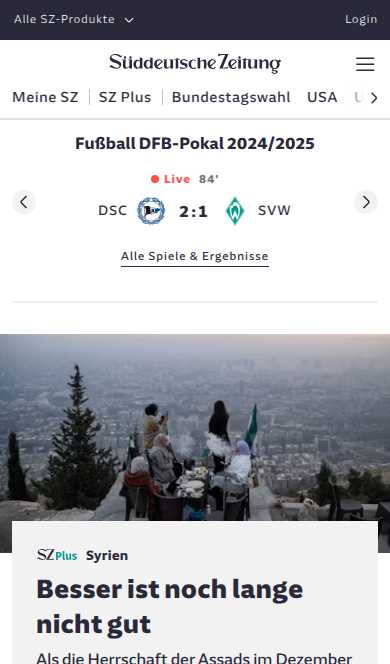 Alle SZ-Produkte
Login
Süddeutsche Zeitung
Meine SZ
SZ Plus
Bundestagswahl
USA
Fußball DFB-Pokal 2024/2025
Live 84'
DSC 2:1 SVW
Alle Spiele & Ergebnisse
SZPlus Syrien
Besser ist noch lange
nicht gut
Als die Herrschaft der Assads im Dezember